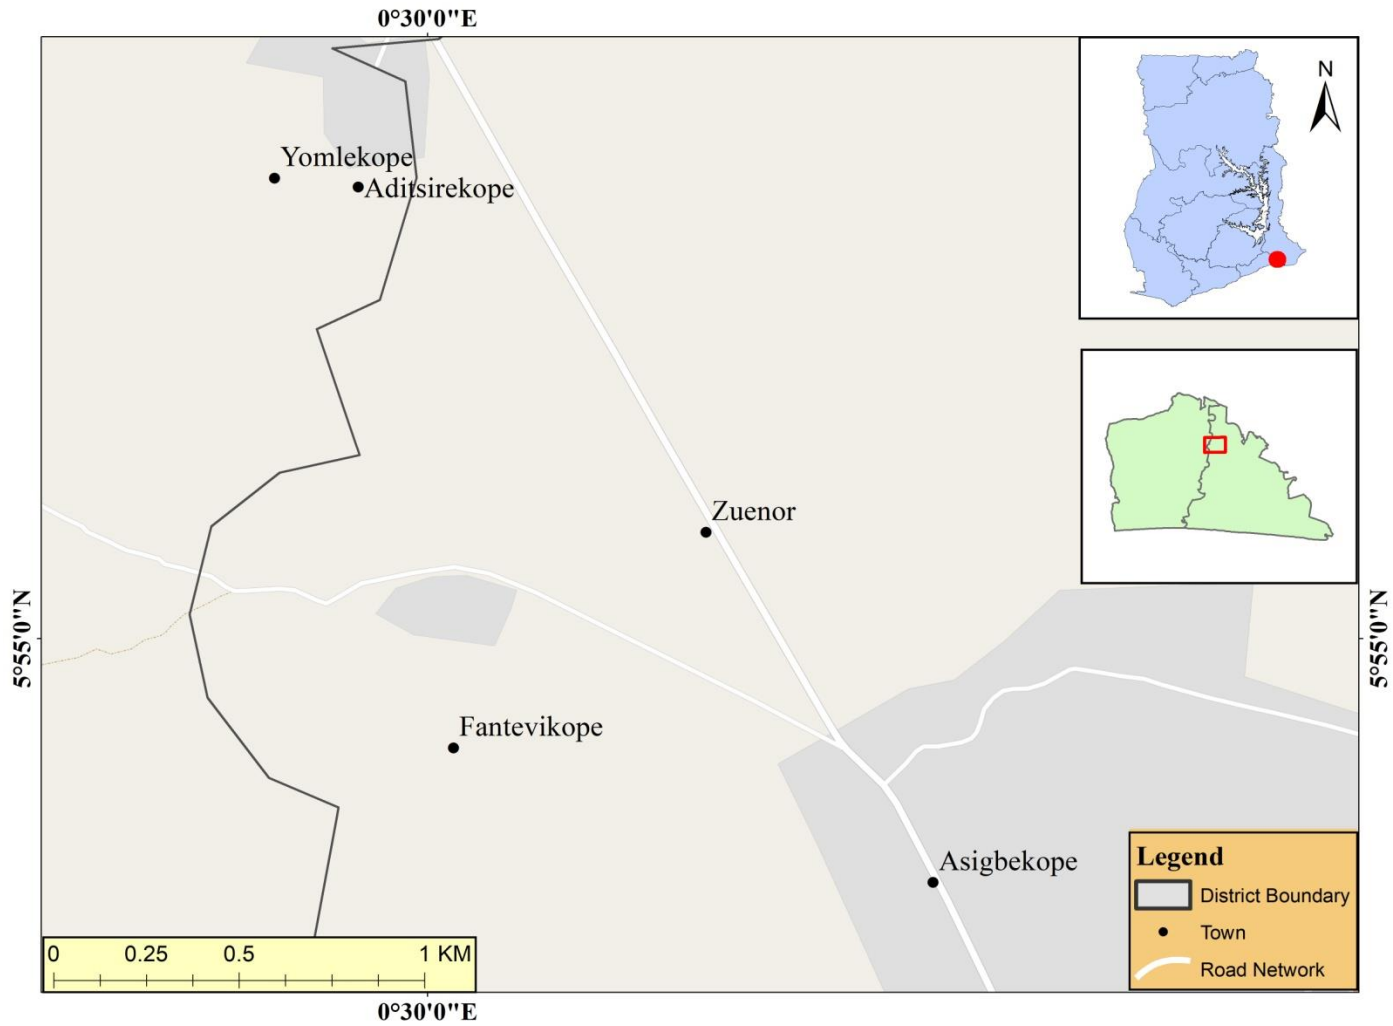 0°30'0"E
N
Yomlekope
Aditsirekope
Zuenor
5°55'0"N
5°55'0"N
Fantevikope
Asigbekope
Legend
District Boundary
Town
Road Network
0 0.25 0.5 1 KM
0°30'0"E